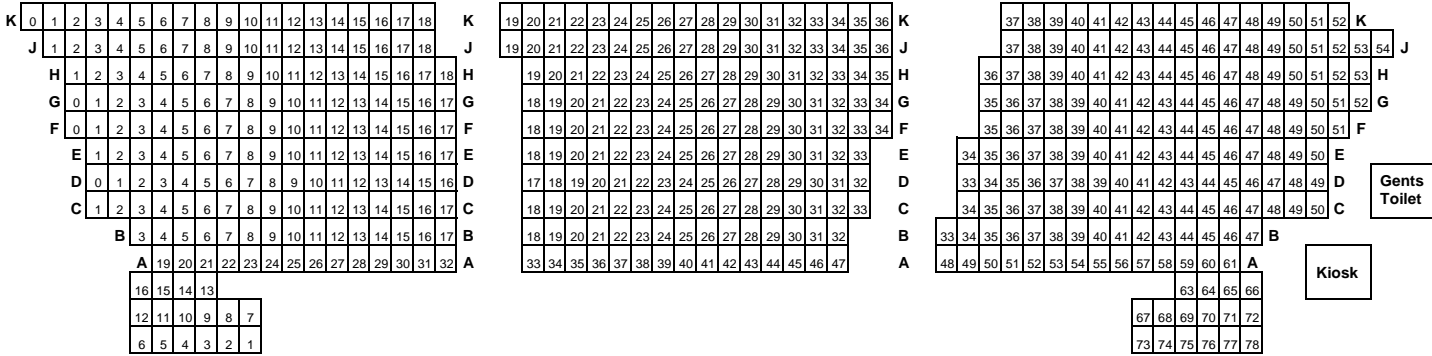 K 0 1 2 3 4 5 6 7 8 9 10 11 12 13 14 15 16 17 18 K 19 20 21 22 23 24 25 26 27 28 29 30 31 32 33 34 35 36 37 38 39 40 41 42 43 44 45 46 47 48 49 50 51 52 K
J 1 2 3 4 5 6 7 8 9 10 11 12 13 14 15 16 17 18 J 19 20 21 22 23 24 25 26 27 28 29 30 31 32 33 34 35 36 37 38 39 40 41 42 43 44 45 46 47 48 49 50 51 52 53 54 J
H 1 2 3 4 5 6 7 8 9 10 11 12 13 14 15 16 17 18 H 19 20 21 22 23 24 25 26 27 28 29 30 31 32 33 34 35 36 37 38 39 40 41 42 43 44 45 46 47 48 49 50 51 52 53 H
G 0 1 2 3 4 5 6 7 8 9 10 11 12 13 14 15 16 17 G 18 19 20 21 22 23 24 25 26 27 28 29 30 31 32 33 34 35 36 37 38 39 40 41 42 43 44 45 46 47 48 49 50 51 52 G
F 0 1 2 3 4 5 6 7 8 9 10 11 12 13 14 15 16 17 F 18 19 20 21 22 23 24 25 26 27 28 29 30 31 32 33 34 35 36 37 38 39 40 41 42 43 44 45 46 47 48 49 50 51 F
E 1 2 3 4 5 6 7 8 9 10 11 12 13 14 15 16 17 E 18 19 20 21 22 23 24 25 26 27 28 29 30 31 32 33 34 35 36 37 38 39 40 41 42 43 44 45 46 47 48 49 50 E
D 0 1 2 3 4 5 6 7 8 9 10 11 12 13 14 15 16 D 17 18 19 20 21 22 23 24 25 26 27 28 29 30 31 32 33 34 35 36 37 38 39 40 41 42 43 44 45 46 47 48 49 D
Gents
Toilet
C 1 2 3 4 5 6 7 8 9 10 11 12 13 14 15 16 17 C 18 19 20 21 22 23 24 25 26 27 28 29 30 31 32 33 34 35 36 37 38 39 40 41 42 43 44 45 46 47 48 49 50 C
B 3 4 5 6 7 8 24 9 10 11 12 13 14 15 16 17 B 18 19 20 21 22 23 24 25 26 27 28 29 30 31 32 33 34 35 36 37 38 39 40 41 42 43 44 45 46 47 B
A 19 20 21 22 23 24 25 26 27 28 29 30 31 32 A 33 34 35 36 37 38 39 40 41 42 43 44 45 46 47 A 48 49 50 51 52 53 54 55 56 57 58 59 60 61 A
Kiosk
16 15 14 13 63 64 65 66
12 11 10 9 8 7 67 68 69 70 71 72
6 5 4 3 2 1 73 74 75 76 77 78